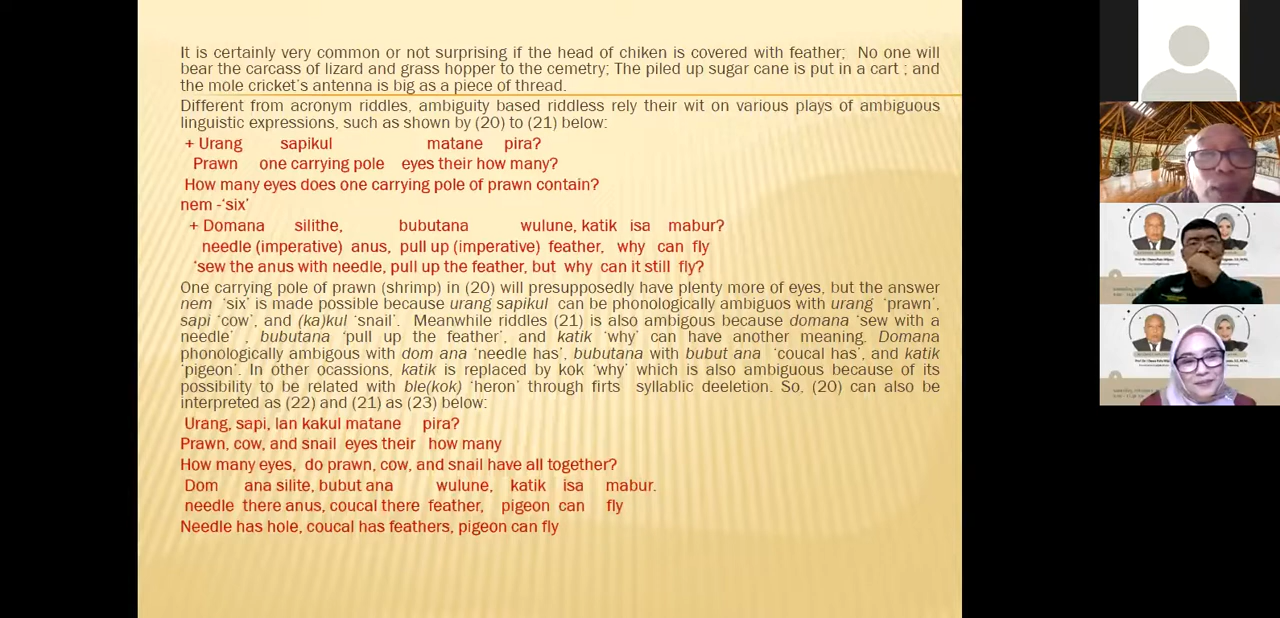 It is certainly very common or not surprising if the head of chiken is covered with feather; No one will
bear the carcass of lizard and grass hopper to the cemetry; The piled up sugar cane is put in a cart ; and
the mole cricket's antenna is big as a piece of thread.
Different from acronym riddles, ambiguity based riddless rely their wit on various plays of ambiguous
linguistic expressions, such as shown by (20) to (21) below:
+ Urang sapikul matane pira?
Prawn one carrying pole eyes their how many?
How many eyes does one carrying pole of prawn contain?
nem -'six'
+ Domana silithe, bubutana wulune, katik isa mabur?
needle (imperative) anus, pull up (imperative) feather, why can fly
'sew the anus with needle, pull up the feather, but why can it still fly?
One carrying pole of prawn (shrimp) in (20) will presupposedly have plenty more of eyes, but the answer
nem 'six' is made possible because urang sapikul can be phonologically ambiguos with urang 'prawn',
sapi 'cow', and (ka)kul 'snail'. Meanwhile riddles (21) is also ambigous because domana 'sew with a
needle' , bubutana 'pull up the feather', and katik 'why' can have another meaning. Domana
phonologically ambigous with dom ana 'needle has', bubutana with bubut ana 'coucal has', and katik
'pigeon'. In other ocassions, katik is replaced by kok 'why' which is also ambiguous because of its
possibility to be related with ble(kok) 'heron' through firts syllablic deeletion. So, (20) can also be
interpreted as (22) and (21) as (23) below:
Urang, sapi, lan kakul matane pira?
Prawn, cow, and snail eyes their how many
How many eyes, do prawn, cow, and snail have all together?
Dom ana silite, bubut ana wulune, katik isa mabur.
needle there anus, coucal there feather, pigeon can fly
Needle has hole, coucal has feathers, pigeon can fly